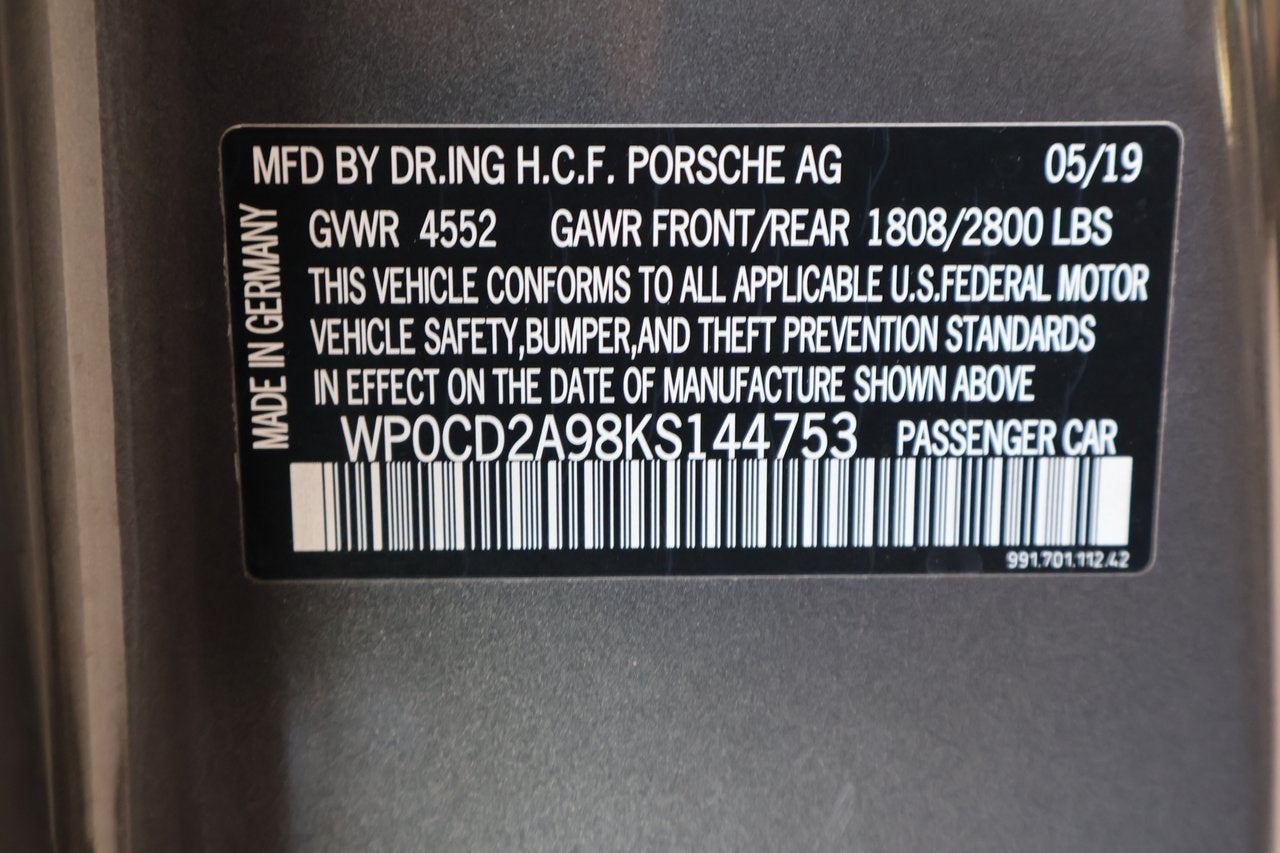 MFD BY DR.ING H.C.F. PORSCHE AG 05/19
MADE IN GERMANY
GVWR 4552 GAWR FRONT/REAR 1808/2800 LBS
THIS VEHICLE CONFORMS TO ALL APPLICABLE U.S.FEDERAL MOTOR
VEHICLE SAFETY,BUMPER,AND THEFT PREVENTION STANDARDS
IN EFFECT ON THE DATE OF MANUFACTURE SHOWN ABOVE
WP0CD2A98KS144753 PASSENGER CAR
991.701.112.42